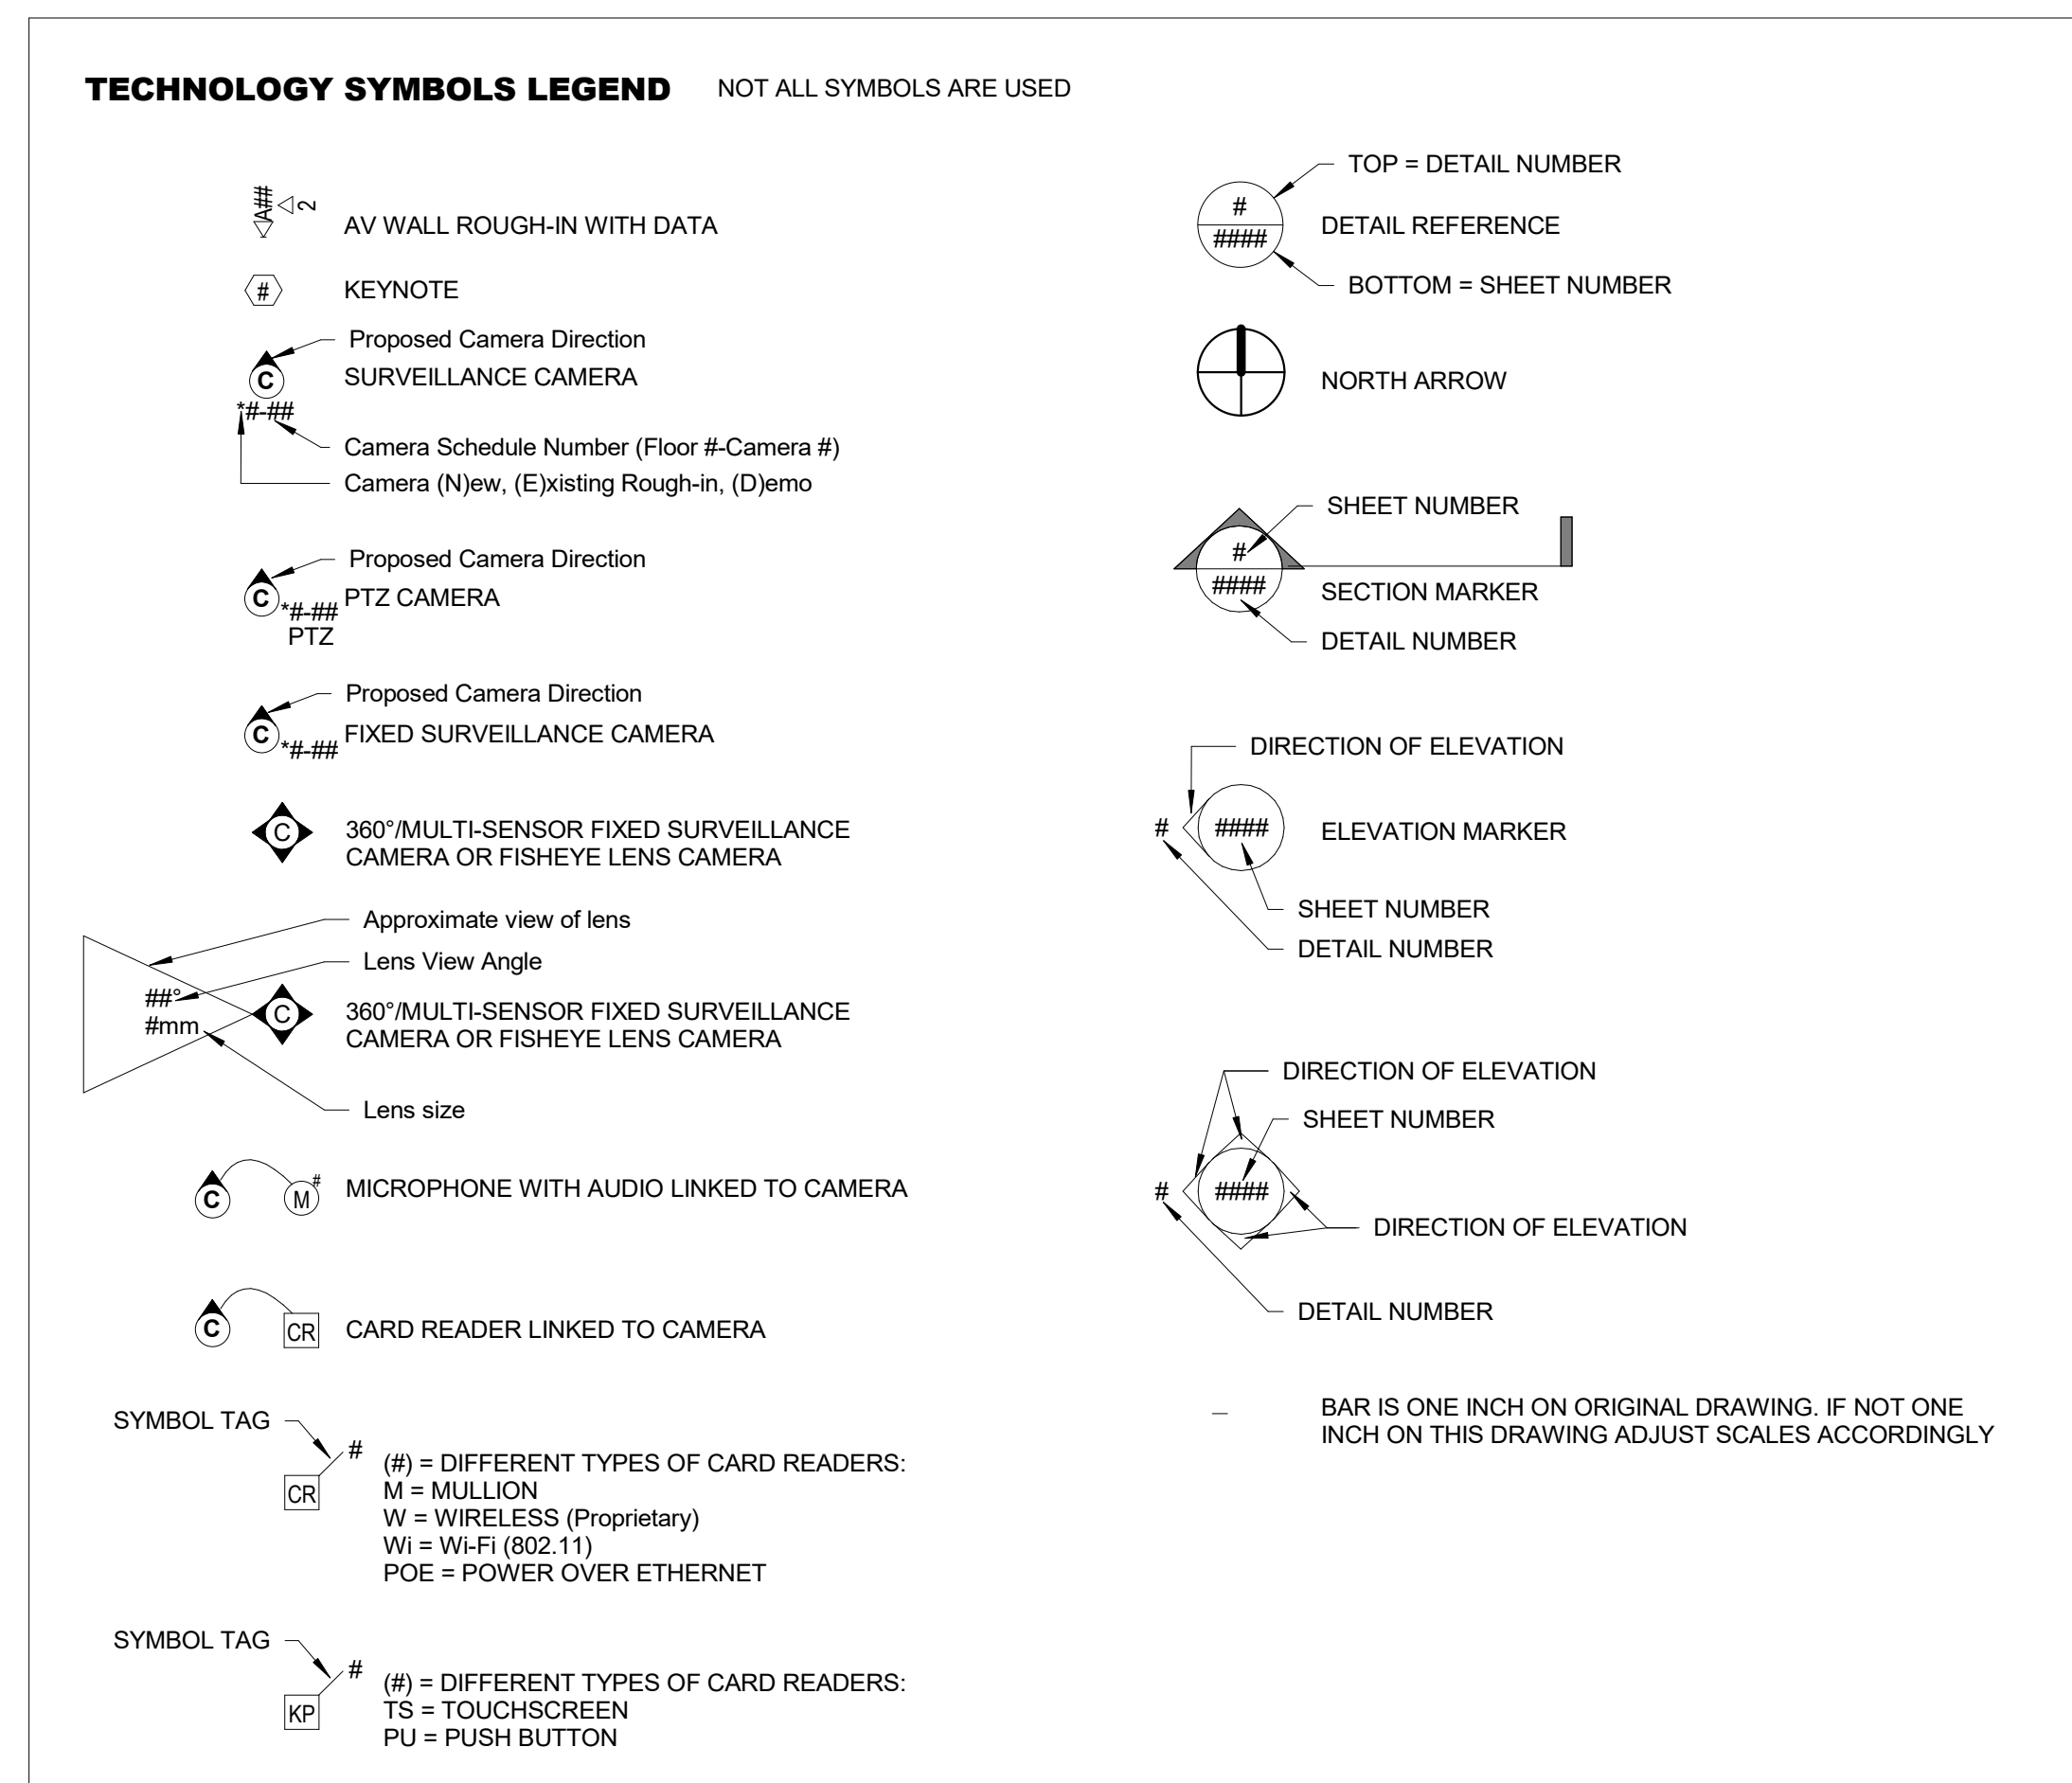 TECHNOLOGY SYMBOLS LEGEND NOT ALL SYMBOLS ARE USED
A## 2
AV WALL ROUGH-IN WITH DATA
# KEYNOTE
Proposed Camera Direction
C SURVEILLANCE CAMERA
*#-##
Camera Schedule Number (Floor #-Camera #)
Camera (N)ew, (E)xisting Rough-in, (D)emo
Proposed Camera Direction
C *#-## PTZ CAMERA
PTZ
Proposed Camera Direction
C *#-## FIXED SURVEILLANCE CAMERA
C 360°/MULTI-SENSOR FIXED SURVEILLANCE
CAMERA OR FISHEYE LENS CAMERA
Approximate view of lens
Lens View Angle
##°
#mm
C 360°/MULTI-SENSOR FIXED SURVEILLANCE
CAMERA OR FISHEYE LENS CAMERA
Lens size
C M # MICROPHONE WITH AUDIO LINKED TO CAMERA
C CR CARD READER LINKED TO CAMERA
SYMBOL TAG
#
CR
(#) = DIFFERENT TYPES OF CARD READERS:
M = MULLION
W = WIRELESS (Proprietary)
Wi = Wi-Fi (802.11)
POE = POWER OVER ETHERNET
SYMBOL TAG
#
KP
(#) = DIFFERENT TYPES OF CARD READERS:
TS = TOUCHSCREEN
PU = PUSH BUTTON
TOP = DETAIL NUMBER
#
DETAIL REFERENCE
####
BOTTOM = SHEET NUMBER
NORTH ARROW
SHEET NUMBER
#
####
SECTION MARKER
DETAIL NUMBER
DIRECTION OF ELEVATION
# #### ELEVATION MARKER
SHEET NUMBER
DETAIL NUMBER
DIRECTION OF ELEVATION
SHEET NUMBER
# ####
DIRECTION OF ELEVATION
DETAIL NUMBER
BAR IS ONE INCH ON ORIGINAL DRAWING. IF NOT ONE
INCH ON THIS DRAWING ADJUST SCALES ACCORDINGLY